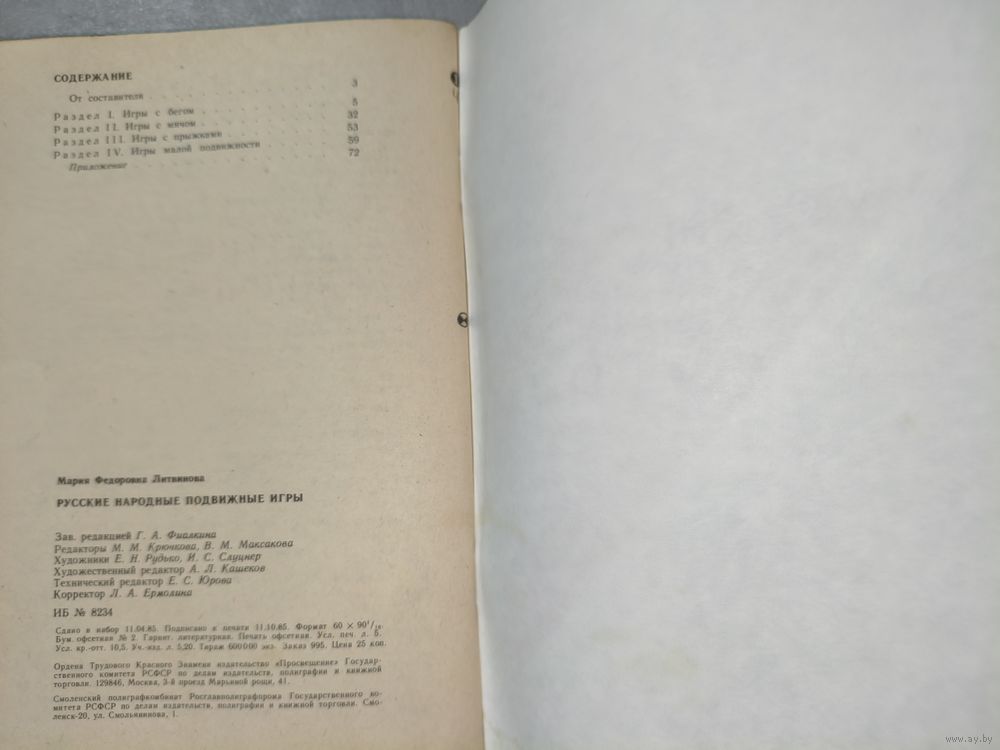 СОДЕРЖАНИЕ
От составителя . . . 3
Раздел I. Игры с бегом . . . 5
Раздел II. Игры с мячом . . . 32
Раздел III. Игры с прыжками . . . 53
Раздел IV. Игры малой подвижности . . . 59
Приложение . . . 72
Мария Федоровна Литвинова
РУССКИЕ НАРОДНЫЕ ПОДВИЖНЫЕ ИГРЫ
Зав. редакцией Г. А. Фиалкина
Редакторы М. М. Крючкова, В. М. Максакова
Художники Е. Н. Рудько, И. С. Слуцкер
Художественный редактор А. Л. Кашеков
Технический редактор Е. С. Юрова
Корректор Л. А. Ермолина
ИБ № 8234
Сдано в набор 11.04.85. Подписано к печати 11.10.85. Формат 60 × 90¹/₁₆.
Бум. офсетная № 2. Гарнит. литературная. Печать офсетная. Усл. печ. л. 5.
Усл. кр.-отт. 10,5. Уч.-изд. л. 5,20. Тираж 600000 экз. Заказ 995. Цена 25 коп.
Ордена Трудового Красного Знамени издательство «Просвещение» Государ-
ственного комитета РСФСР по делам издательств, полиграфии и книжной
торговли. 129846, Москва, 3-й проезд Марьиной рощи, 41.
Смоленский полиграфкомбинат Росглавполиграфпрома Государственного ко-
митета РСФСР по делам издательств, полиграфии и книжной торговли. Смо-
ленск-20, ул. Смольянинова, 1.
www.ay.by